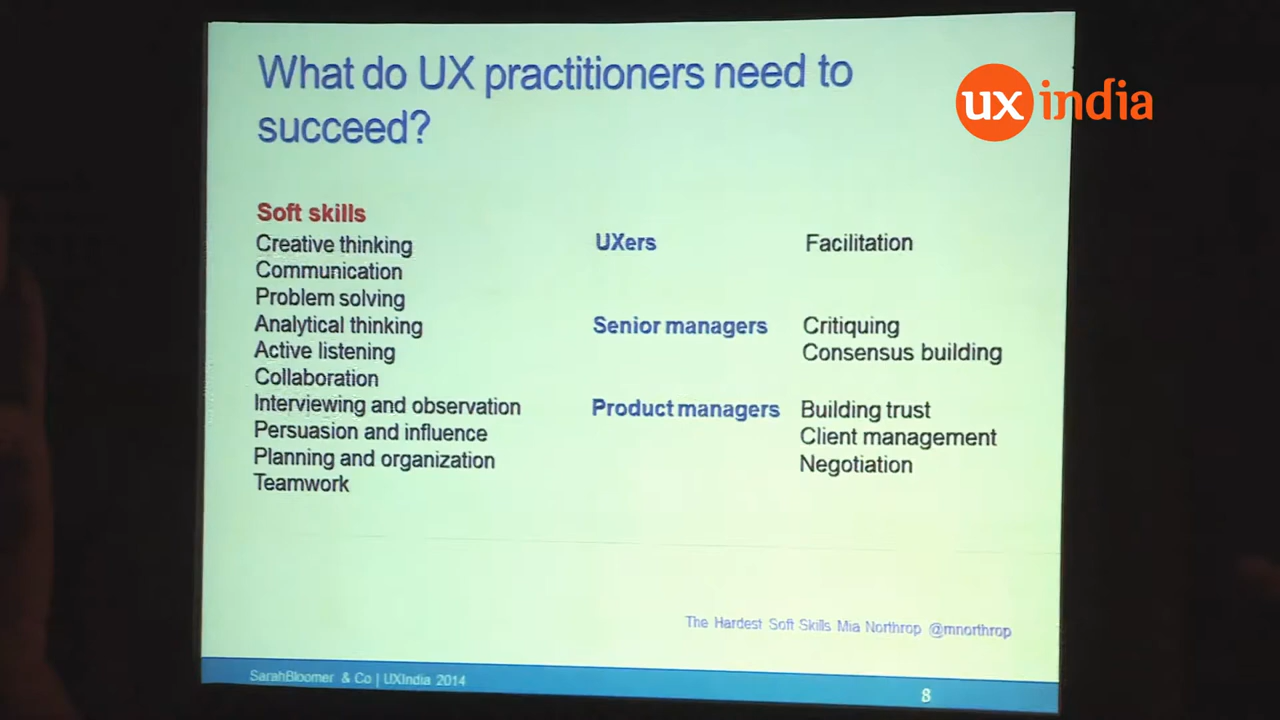 What do UX practitioners need to
succeed?
ux india
Soft skills
Creative thinking
Communication
Problem solving
Analytical thinking
Active listening
Collaboration
Interviewing and observation
Persuasion and influence
Planning and organization
Teamwork
UXers
Facilitation
Senior managers
Critiquing
Consensus building
Product managers
Building trust
Client management
Negotiation
The Hardest Soft Skills Mia Northrop @mnorthrop
SarahBloomer & Co | UXIndia 2014
8